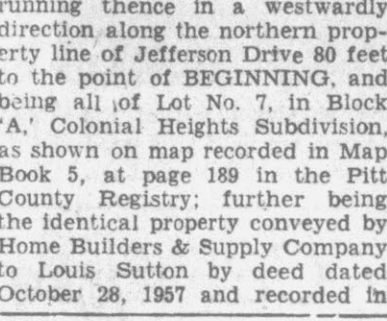 running thence in a westwardly
direction along the northern prop-
erty line of Jefferson Drive 80 feet
to the point of BEGINNING, and
being all of Lot No. 7, in Block
'A,' Colonial Heights Subdivision,
as shown on map recorded in Map
Book 5, at page 189 in the Pitt
County Registry; further being
the identical property conveyed by
Home Builders & Supply Company
to Louis Sutton by deed dated
October 28, 1957 and recorded in